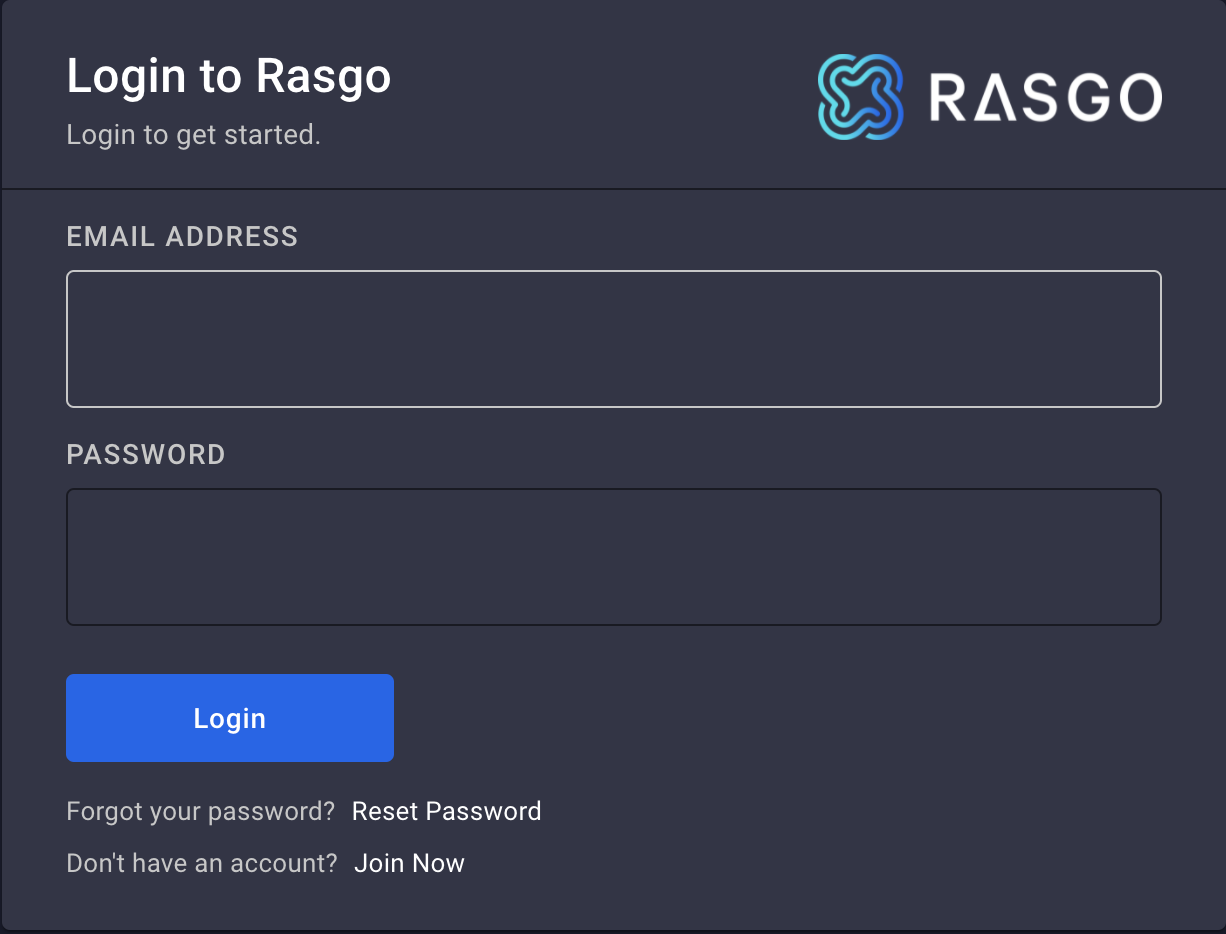 Login to Rasgo
Login to get started.
RASGO
EMAIL ADDRESS
PASSWORD
Login
Forgot your password? Reset Password
Don't have an account? Join Now